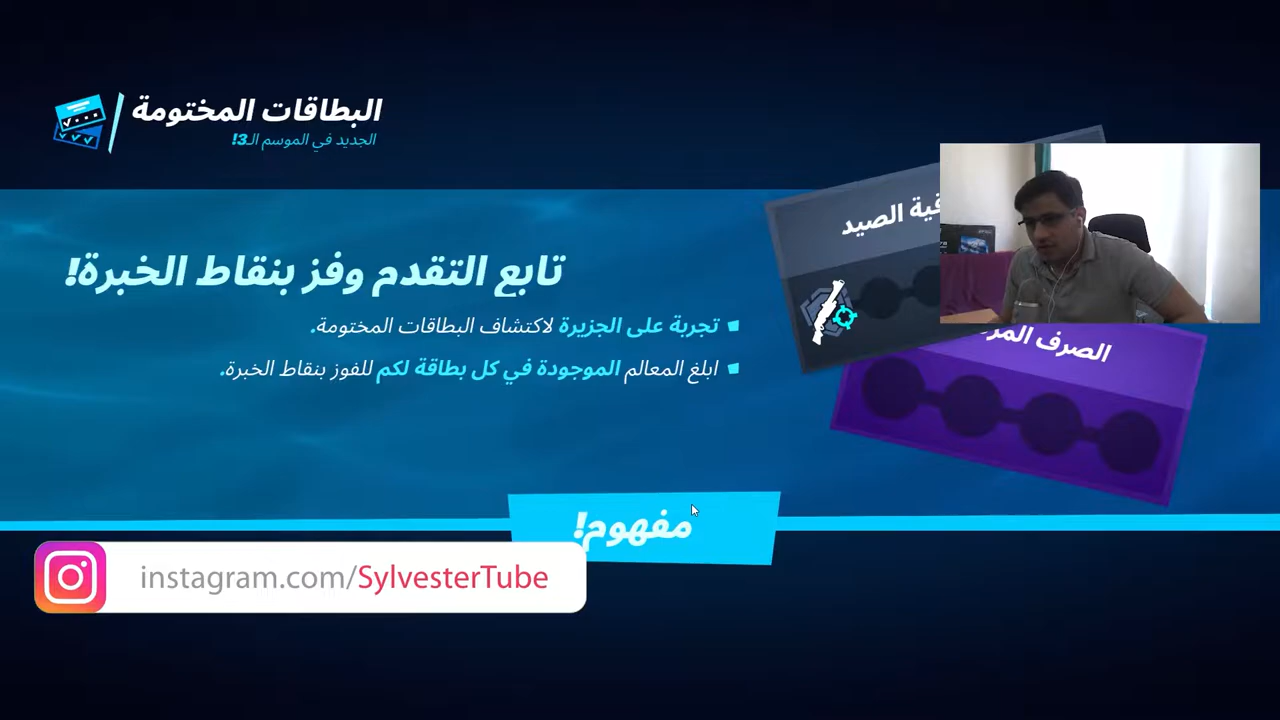 البطاقات المختومة
الجديد في الموسم الـ3!
تابع التقدم وفز بنقاط الخبرة!
تجربة على الجزيرة لاكتشاف البطاقات المختومة.
ابلغ المعالم الموجودة في كل بطاقة لكم للفوز بنقاط الخبرة.
الصيد
الصرف
مفهوم!
instagram.com/SylvesterTube